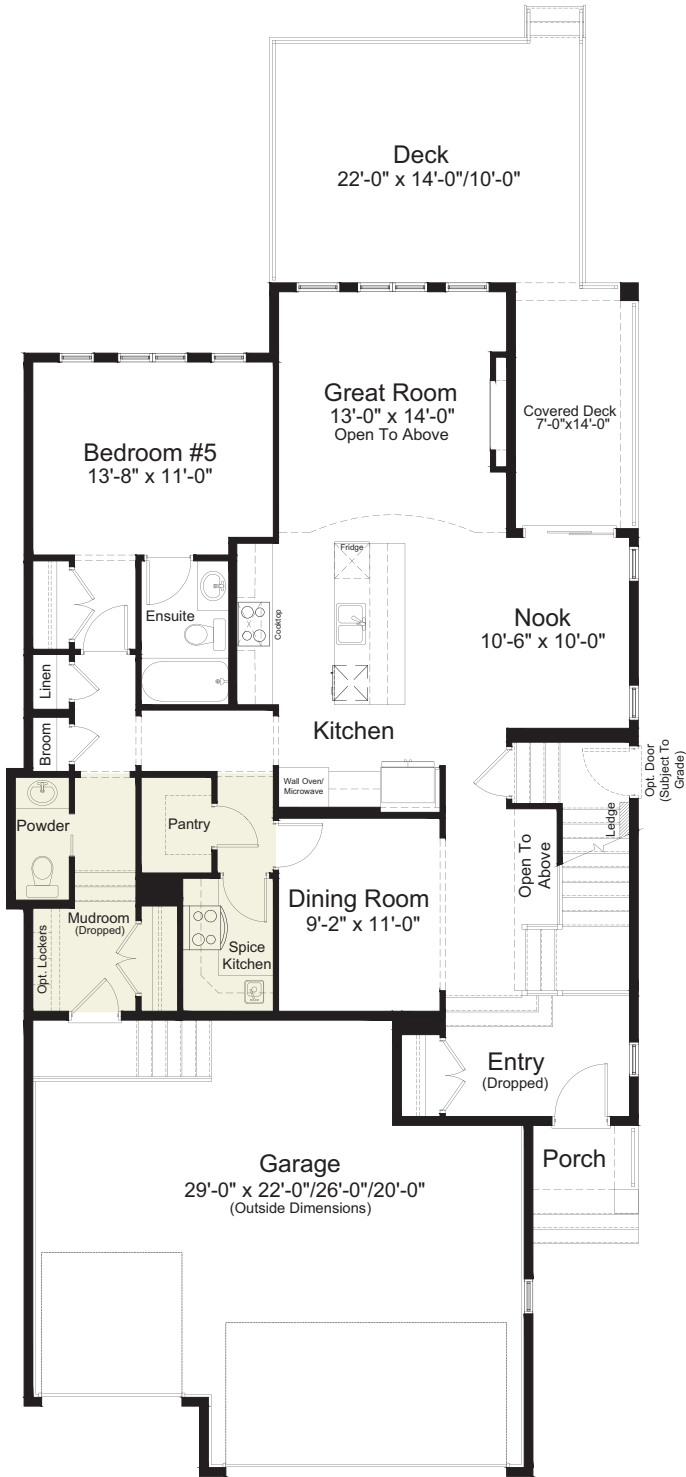 Deck
22'-0" x 14'-0"/10'-0"
Great Room
13'-0" x 14'-0"
Open To Above
Covered Deck
7'-0"x14'-0"
Bedroom #5
13'-8" x 11'-0"
Fridge
Ensuite
Cooktop
Nook
10'-6" x 10'-0"
Linen
Broom
Kitchen
Wall Oven/
Microwave
Opt. Door
(Subject To
Grade)
Ledge
Powder
Pantry
Open To
Above
Dining Room
9'-2" x 11'-0"
Mudroom
(Dropped)
Opt. Lockers
Spice
Kitchen
Entry
(Dropped)
Porch
Garage
29'-0" x 22'-0"/26'-0"/20'-0"
(Outside Dimensions)